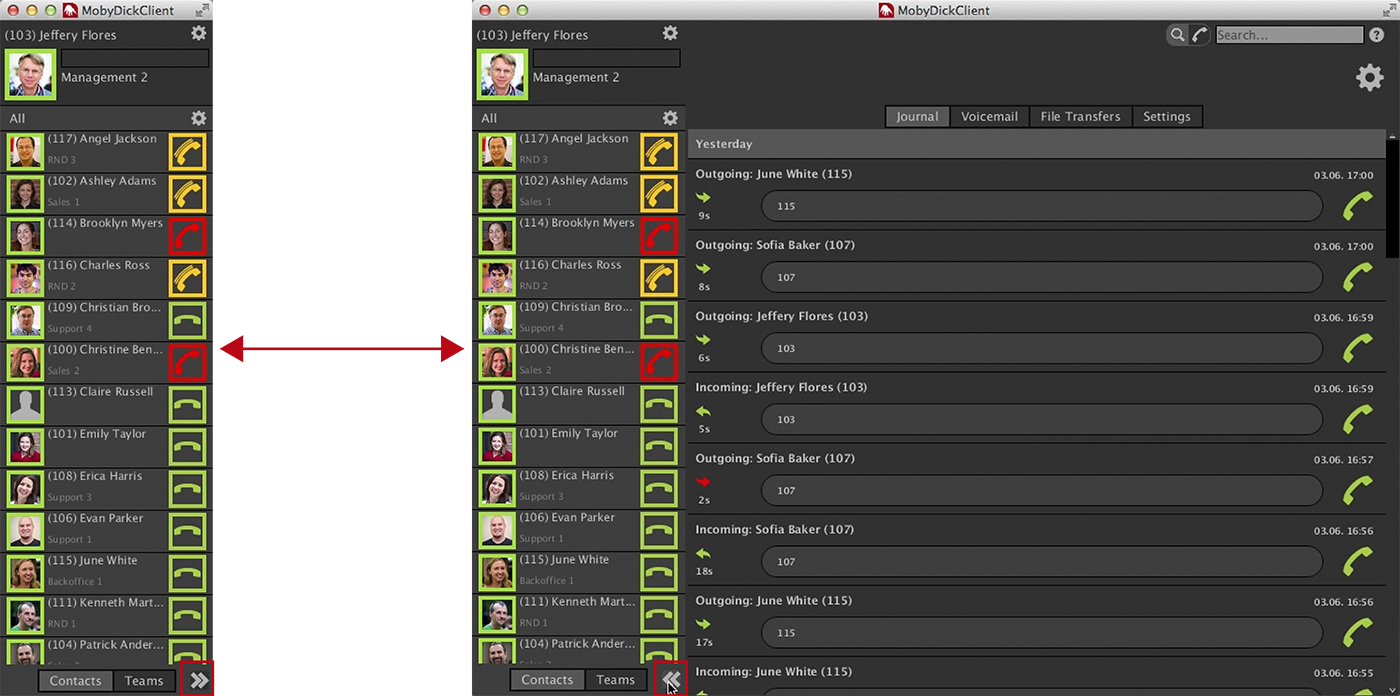 MobyDickClient
(103) Jeffery Flores
Management 2
All
(117) Angel Jackson
RND 3
(102) Ashley Adams
Sales 1
(114) Brooklyn Myers
(116) Charles Ross
RND 2
(109) Christian Bro...
Support 4
(100) Christine Ben...
Sales 2
(113) Claire Russell
(101) Emily Taylor
(108) Erica Harris
Support 3
(106) Evan Parker
Support 1
(115) June White
Backoffice 1
(111) Kenneth Mart...
RND 1
(104) Patrick Ander...
Contacts Teams
MobyDickClient
(103) Jeffery Flores
Management 2
All
(117) Angel Jackson
RND 3
(102) Ashley Adams
Sales 1
(114) Brooklyn Myers
(116) Charles Ross
RND 2
(109) Christian Bro...
Support 4
(100) Christine Ben...
Sales 2
(113) Claire Russell
(101) Emily Taylor
(108) Erica Harris
Support 3
(106) Evan Parker
Support 1
(115) June White
Backoffice 1
(111) Kenneth Mart...
RND 1
(104) Patrick Ander...
Contacts Teams
Search... ?
Journal Voicemail File Transfers Settings
Yesterday
Outgoing: June White (115) 03.06. 17:00
9s 115
Outgoing: Sofia Baker (107) 03.06. 17:00
8s 107
Outgoing: Jeffery Flores (103) 03.06. 16:59
6s 103
Incoming: Jeffery Flores (103) 03.06. 16:59
5s 103
Outgoing: Sofia Baker (107) 03.06. 16:57
2s 107
Incoming: Sofia Baker (107) 03.06. 16:56
18s 107
Outgoing: June White (115) 03.06. 16:56
17s 115
Incoming: June White (115) 03.06. 16:55